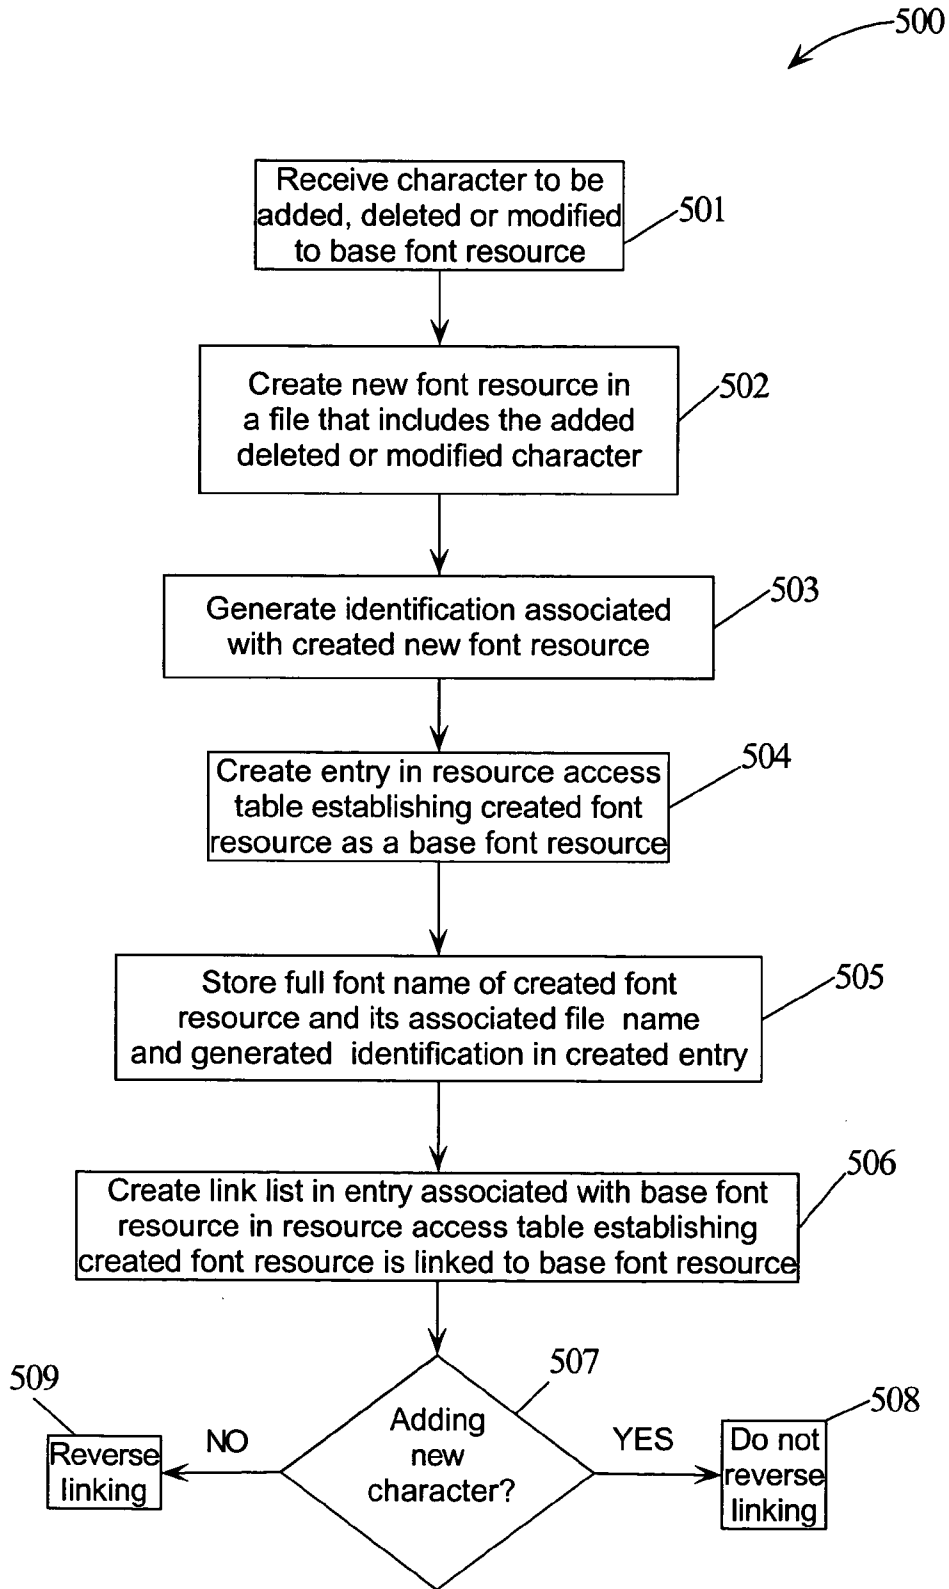 500
Receive character to be
added, deleted or modified
to base font resource
501
Create new font resource in
a file that includes the added
deleted or modified character
502
Generate identification associated
with created new font resource
503
Create entry in resource access
table establishing created font
resource as a base font resource
504
Store full font name of created font
resource and its associated file name
and generated identification in created entry
505
Create link list in entry associated with base font
resource in resource access table establishing
created font resource is linked to base font resource
506
Adding
new
character?
507
NO
YES
Reverse
linking
509
Do not
reverse
linking
508